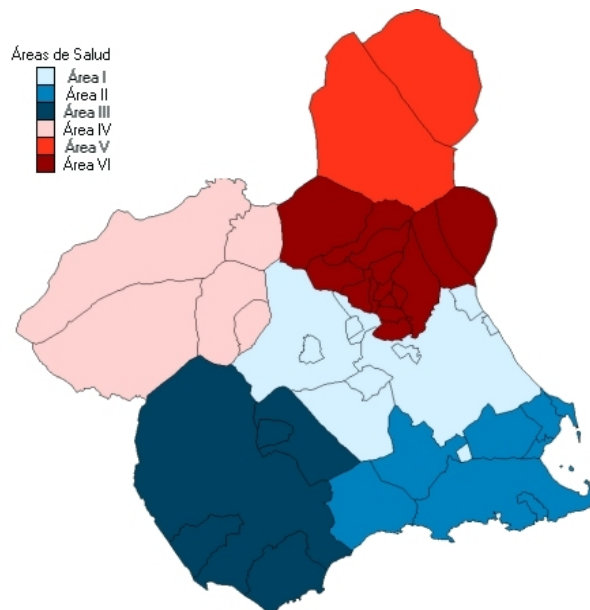 Áreas de Salud
Área I
Área II
Área III
Área IV
Área V
Área VI